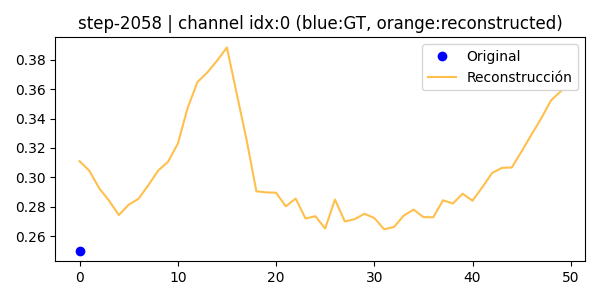 step-2058 | channel idx:0 (blue:GT, orange:reconstructed)
Original
Reconstrucción
0.38
0.36
0.34
0.32
0.30
0.28
0.26
0 10 20 30 40 50